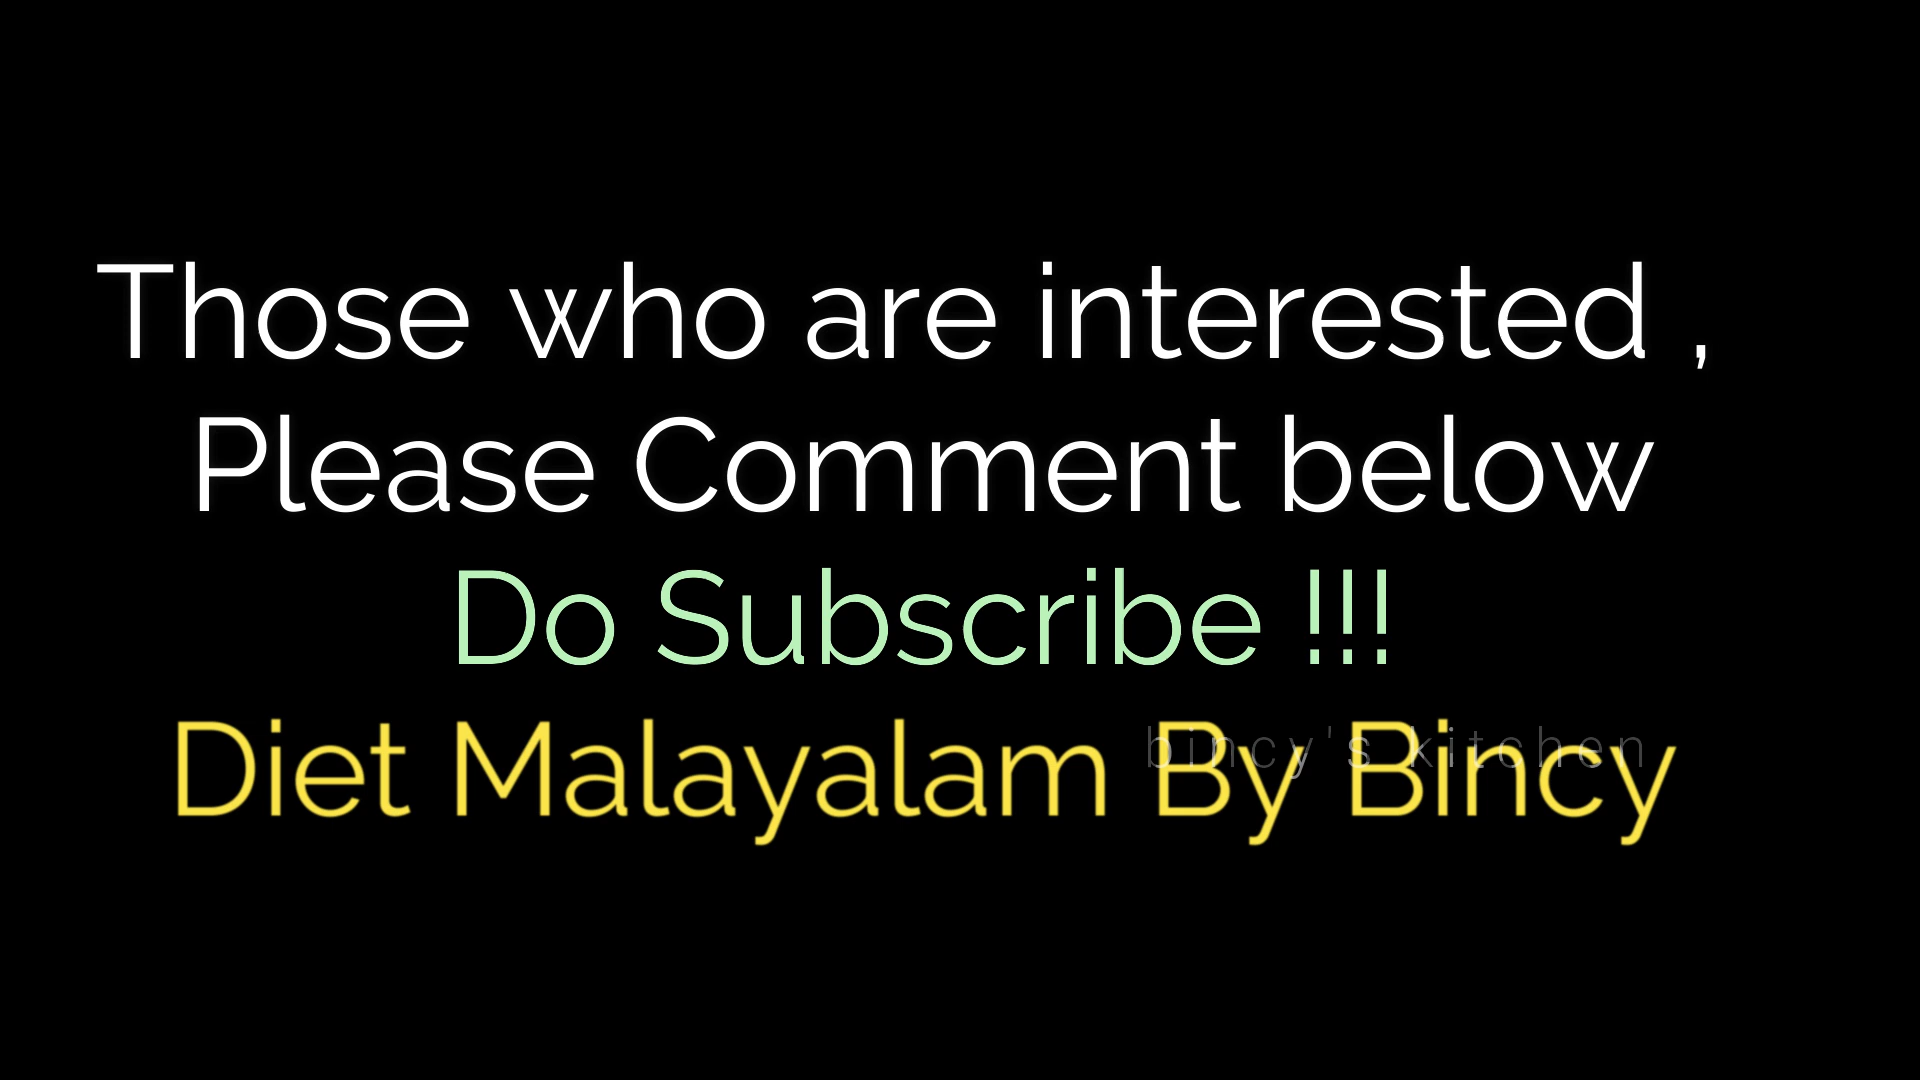 Those who are interested ,
Please Comment below
Do Subscribe !!!
Diet Malayalam By Bincy
bincy's kitchen